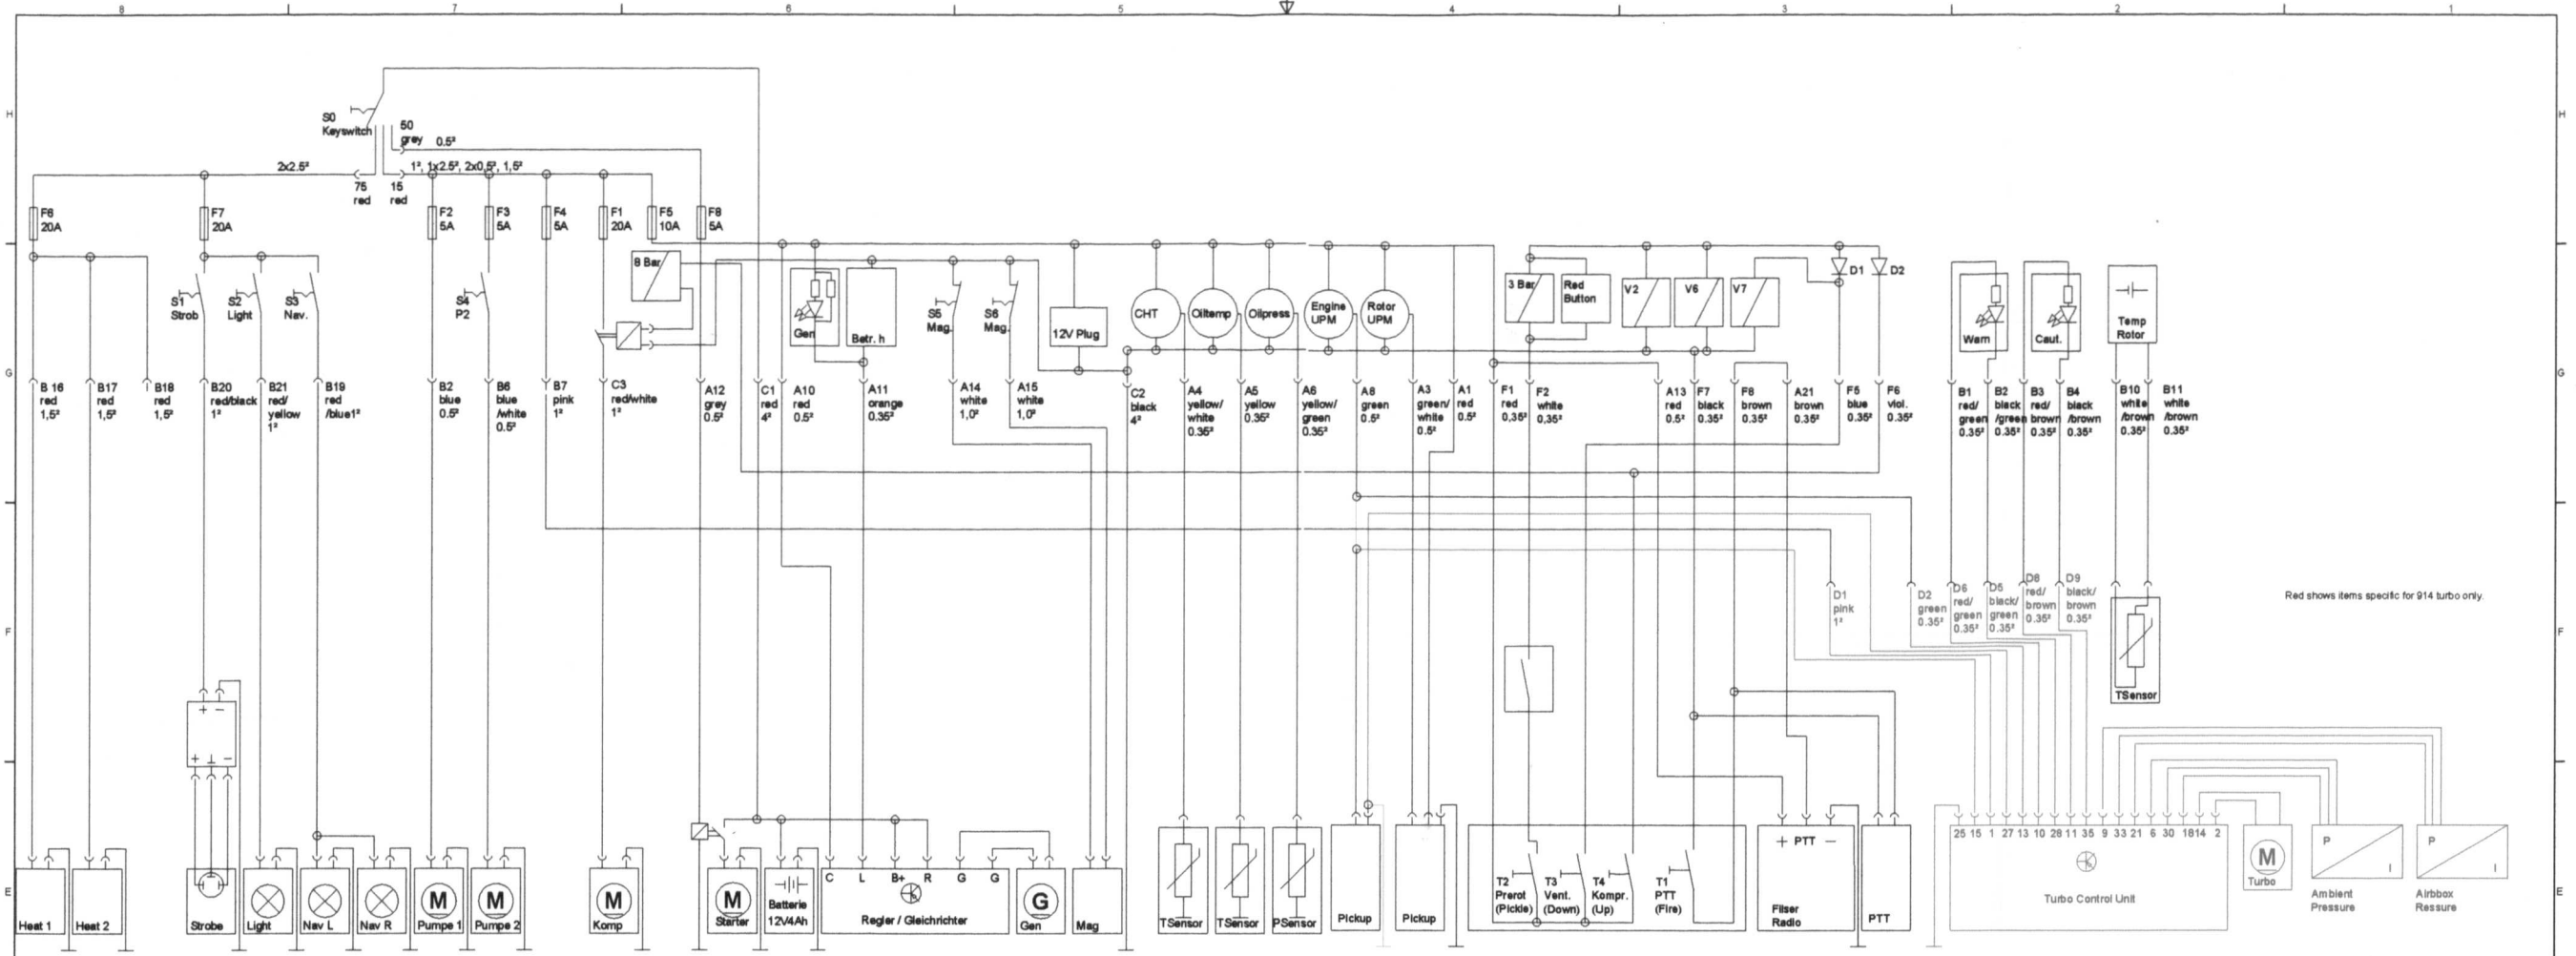 8 7 6 5 4 3 2 1
H H
S0
Keyswitch
50
grey 0.5²
2x2.5²
1², 1x2.5², 2x0,5², 1,5²
75
red
15
red
F6
20A
F7
20A
F2
5A
F3
5A
F4
5A
F1
20A
F5
10A
F8
5A
S1
Strob
S2
Light
S3
Nav.
S4
P2
8 Bar
Gen
Betr. h
S5
Mag.
S6
Mag.
12V Plug
CHT
Oiltemp
Oilpress
Engine
UPM
Rotor
UPM
3 Bar
Red
Button
V2
V6
V7
D1
D2
Warn
Caut.
Temp
Rotor
G G
B 16
red
1,5²
B17
red
1,5²
B18
red
1,5²
B20
red/black
1²
B21
red/
yellow
1²
B19
red
/blue1²
B2
blue
0.5²
B6
blue
/white
0.5²
B7
pink
1²
C3
red/white
1²
A12
grey
0.5²
C1
red
4²
A10
red
0.5²
A11
orange
0.35²
A14
white
1,0²
A15
white
1,0²
C2
black
4²
A4
yellow/
white
0.35²
A5
yellow
0.35²
A6
yellow/
green
0.35²
A8
green
0.5²
A3
green/
white
0.5²
A1
red
0.5²
F1
red
0,35²
F2
white
0,35²
A13
red
0.5²
F7
black
0.35²
F8
brown
0.35²
A21
brown
0.35²
F5
blue
0.35²
F6
viol.
0.35²
B1
red/
green
0.35²
B2
black
/green
0.35²
B3
red/
brown
0.35²
B4
black
/brown
0.35²
B10
white
/brown
0.35²
B11
white
/brown
0.35²
D1
pink
1²
D2
green
0.35²
D6
red/
green
0.35²
D5
black/
green
0.35²
D8
red/
brown
0.35²
D9
black/
brown
0.35²
Red shows items specific for 914 turbo only.
F F
TSensor
+ −
+ −
E E
Heat 1
Heat 2
Strobe
Light
Nav L
Nav R
M
Pumpe 1
M
Pumpe 2
M
Komp
M
Starter
Batterie
12V4Ah
C L B+ R G G
Regler / Gleichrichter
G
Gen
Mag
TSensor
TSensor
PSensor
Pickup
Pickup
T2
Prerot
(Pickle)
T3
Vent.
(Down)
T4
Kompr.
(Up)
T1
PTT
(Fire)
+ PTT −
Filser
Radio
PTT
25 15 1 27 13 10 28 11 35 9 33 21 6 30 18 14 2
Turbo Control Unit
M
Turbo
P
I
Ambient
Pressure
P
I
Airbbox
Ressure